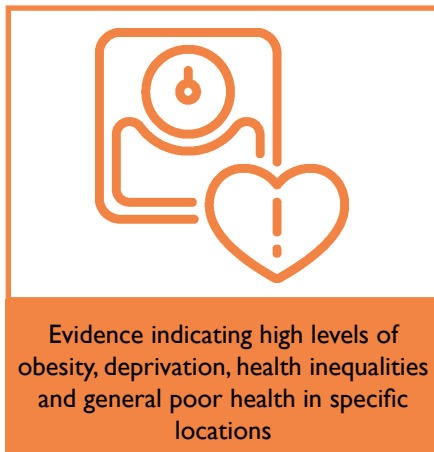 Evidence indicating high levels of
obesity, deprivation, health inequalities
and general poor health in specific
locations